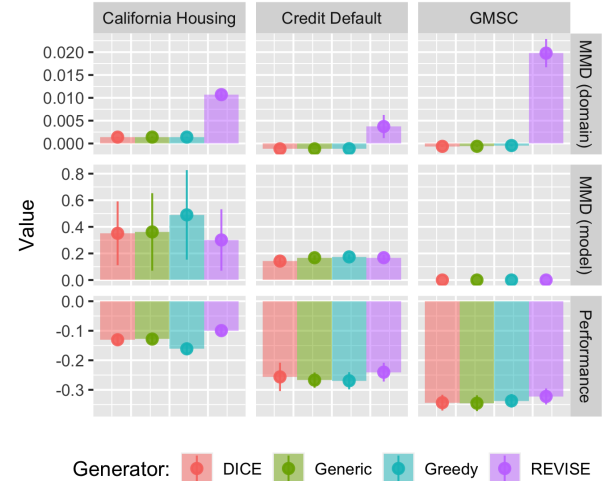 California Housing
Credit Default
GMSC
0.020
0.015
0.010
0.005
0.000
MMD (domain)
0.8
0.6
0.4
0.2
0.0
MMD (model)
0.0
-0.1
-0.2
-0.3
Performance
Value
Generator: DICE Generic Greedy REVISE